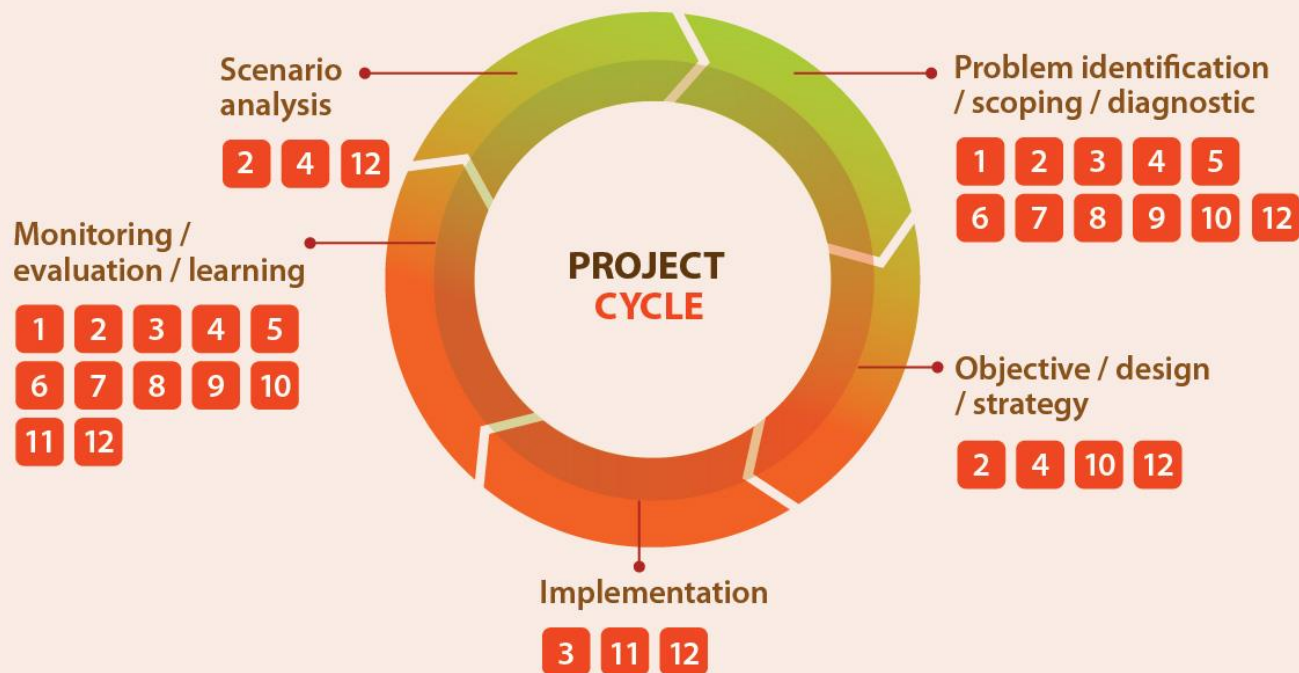 Scenario
analysis
2 4 12
Problem identification
/ scoping / diagnostic
1 2 3 4 5
6 7 8 9 10 12
Monitoring /
evaluation / learning
1 2 3 4 5
6 7 8 9 10
11 12
PROJECT
CYCLE
Objective / design
/ strategy
2 4 10 12
Implementation
3 11 12